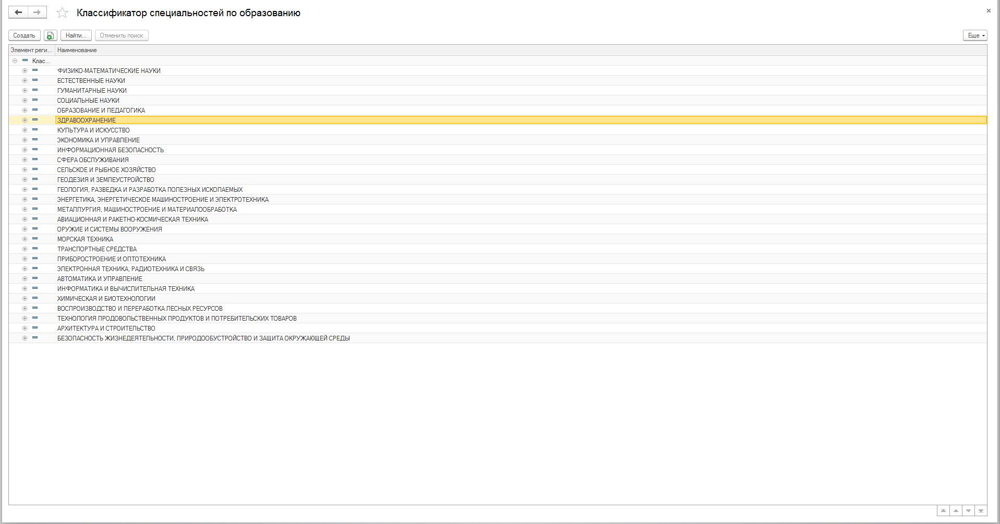 Классификатор специальностей по образованию
Создать Найти... Отменить поиск Еще
Элемент реги... Наименование
Клас...
ФИЗИКО-МАТЕМАТИЧЕСКИЕ НАУКИ
ЕСТЕСТВЕННЫЕ НАУКИ
ГУМАНИТАРНЫЕ НАУКИ
СОЦИАЛЬНЫЕ НАУКИ
ОБРАЗОВАНИЕ И ПЕДАГОГИКА
ЗДРАВООХРАНЕНИЕ
КУЛЬТУРА И ИСКУССТВО
ЭКОНОМИКА И УПРАВЛЕНИЕ
ИНФОРМАЦИОННАЯ БЕЗОПАСНОСТЬ
СФЕРА ОБСЛУЖИВАНИЯ
СЕЛЬСКОЕ И РЫБНОЕ ХОЗЯЙСТВО
ГЕОДЕЗИЯ И ЗЕМЛЕУСТРОЙСТВО
ГЕОЛОГИЯ, РАЗВЕДКА И РАЗРАБОТКА ПОЛЕЗНЫХ ИСКОПАЕМЫХ
ЭНЕРГЕТИКА, ЭНЕРГЕТИЧЕСКОЕ МАШИНОСТРОЕНИЕ И ЭЛЕКТРОТЕХНИКА
МЕТАЛЛУРГИЯ, МАШИНОСТРОЕНИЕ И МАТЕРИАЛООБРАБОТКА
АВИАЦИОННАЯ И РАКЕТНО-КОСМИЧЕСКАЯ ТЕХНИКА
ОРУЖИЕ И СИСТЕМЫ ВООРУЖЕНИЯ
МОРСКАЯ ТЕХНИКА
ТРАНСПОРТНЫЕ СРЕДСТВА
ПРИБОРОСТРОЕНИЕ И ОПТОТЕХНИКА
ЭЛЕКТРОННАЯ ТЕХНИКА, РАДИОТЕХНИКА И СВЯЗЬ
АВТОМАТИКА И УПРАВЛЕНИЕ
ИНФОРМАТИКА И ВЫЧИСЛИТЕЛЬНАЯ ТЕХНИКА
ХИМИЧЕСКАЯ И БИОТЕХНОЛОГИИ
ВОСПРОИЗВОДСТВО И ПЕРЕРАБОТКА ЛЕСНЫХ РЕСУРСОВ
ТЕХНОЛОГИЯ ПРОДОВОЛЬСТВЕННЫХ ПРОДУКТОВ И ПОТРЕБИТЕЛЬСКИХ ТОВАРОВ
АРХИТЕКТУРА И СТРОИТЕЛЬСТВО
БЕЗОПАСНОСТЬ ЖИЗНЕДЕЯТЕЛЬНОСТИ, ПРИРОДООБУСТРОЙСТВО И ЗАЩИТА ОКРУЖАЮЩЕЙ СРЕДЫ